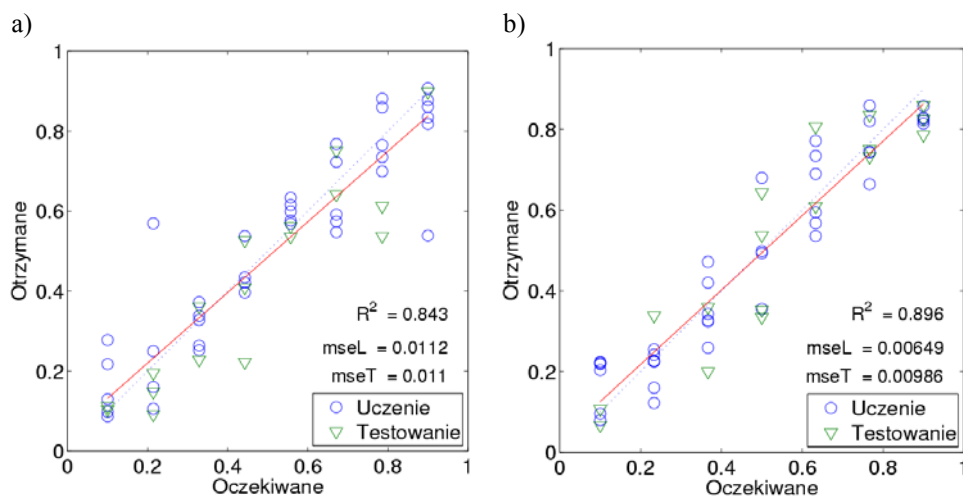 a)
1
0.8
0.6
0.4
0.2
0
Otrzymane
0 0.2 0.4 0.6 0.8 1
Oczekiwane
R² = 0.843
mseL = 0.0112
mseT = 0.011
Uczenie
Testowanie
b)
1
0.8
0.6
0.4
0.2
0
Otrzymane
0 0.2 0.4 0.6 0.8 1
Oczekiwane
R² = 0.896
mseL = 0.00649
mseT = 0.00986
Uczenie
Testowanie